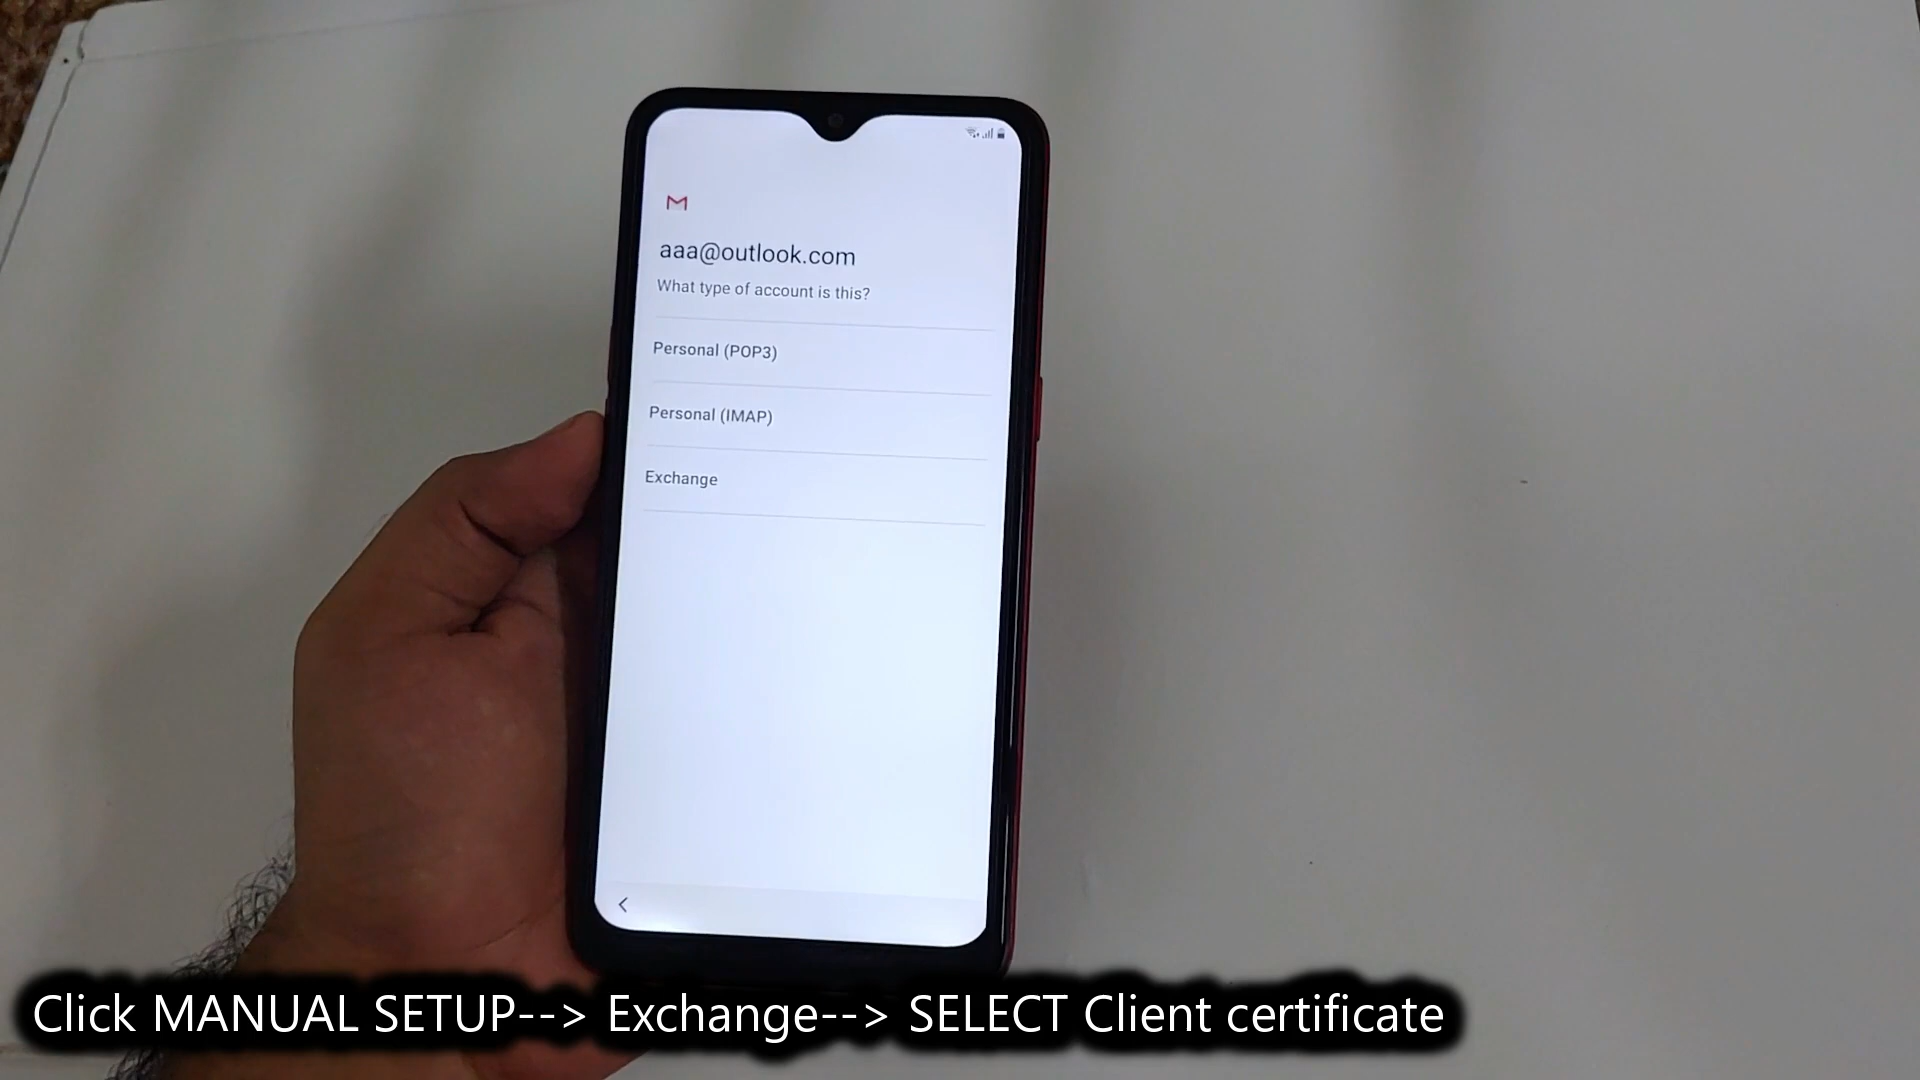 aaa@outlook.com
What type of account is this?
Personal (POP3)
Personal (IMAP)
Exchange
Click MANUAL SETUP--> Exchange--> SELECT Client certificate